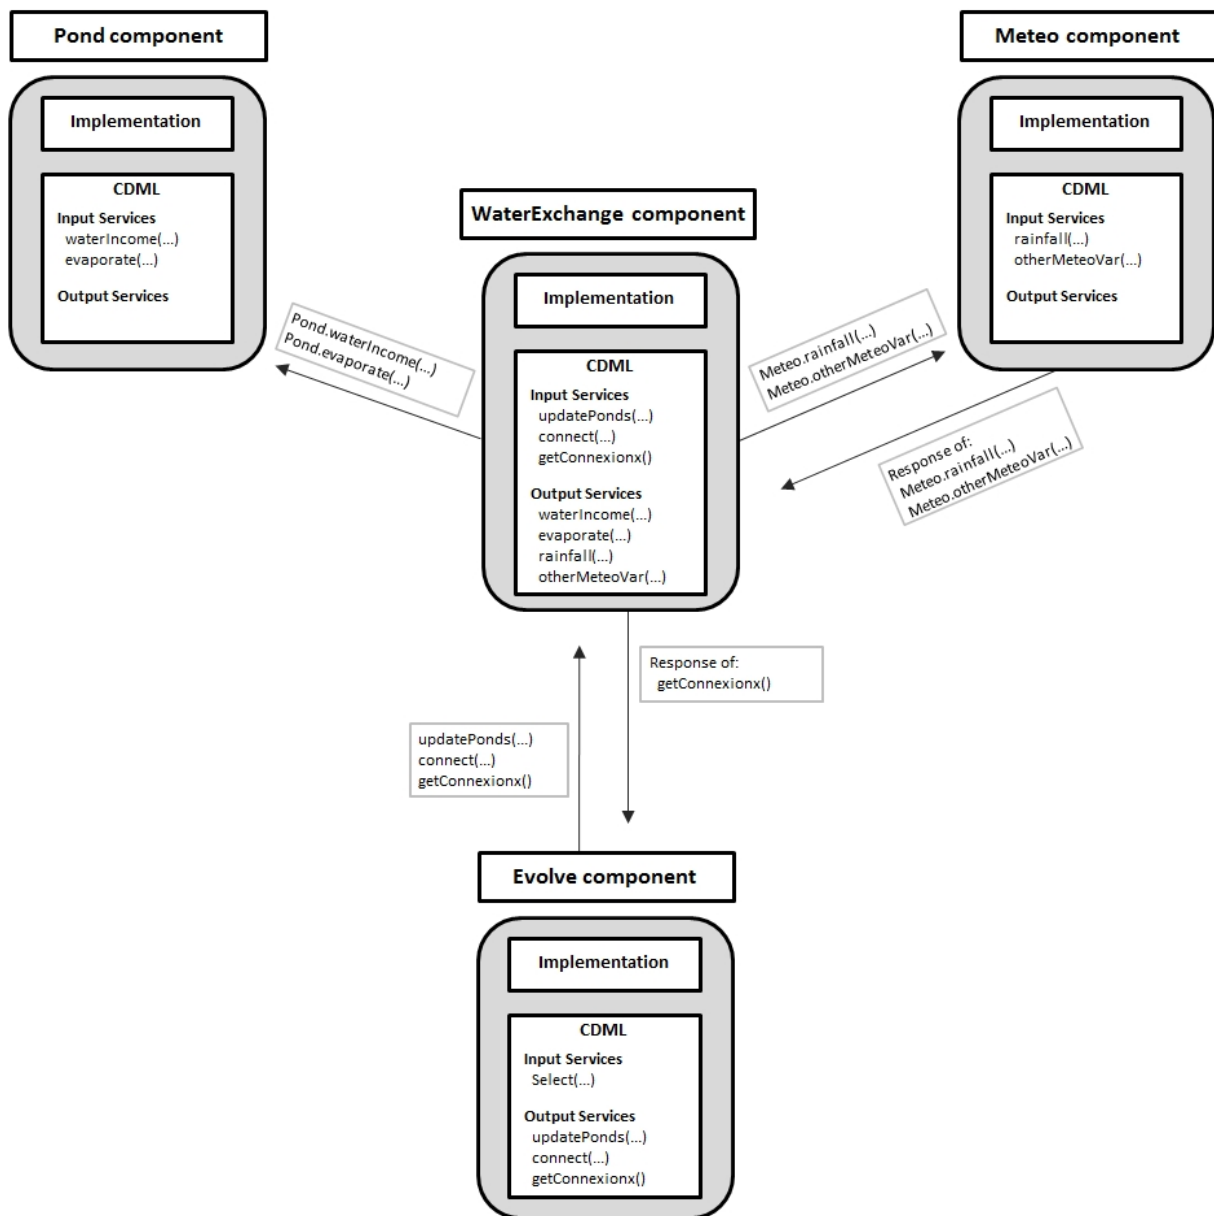 Pond component
Implementation
CDML
Input Services
waterIncome(...)
evaporate(...)
Output Services
Meteo component
Implementation
CDML
Input Services
rainfall(...)
otherMeteoVar(...)
Output Services
WaterExchange component
Implementation
CDML
Input Services
updatePonds(...)
connect(...)
getConnexionx()
Output Services
waterIncome(...)
evaporate(...)
rainfall(...)
otherMeteoVar(...)
Pond.waterIncome(...)
Pond.evaporate(...)
Meteo.rainfall(...)
Meteo.otherMeteoVar(...)
Response of:
Meteo.rainfall(...)
Meteo.otherMeteoVar(...)
Response of:
getConnexionx()
updatePonds(...)
connect(...)
getConnexionx()
Evolve component
Implementation
CDML
Input Services
Select(...)
Output Services
updatePonds(...)
connect(...)
getConnexionx()